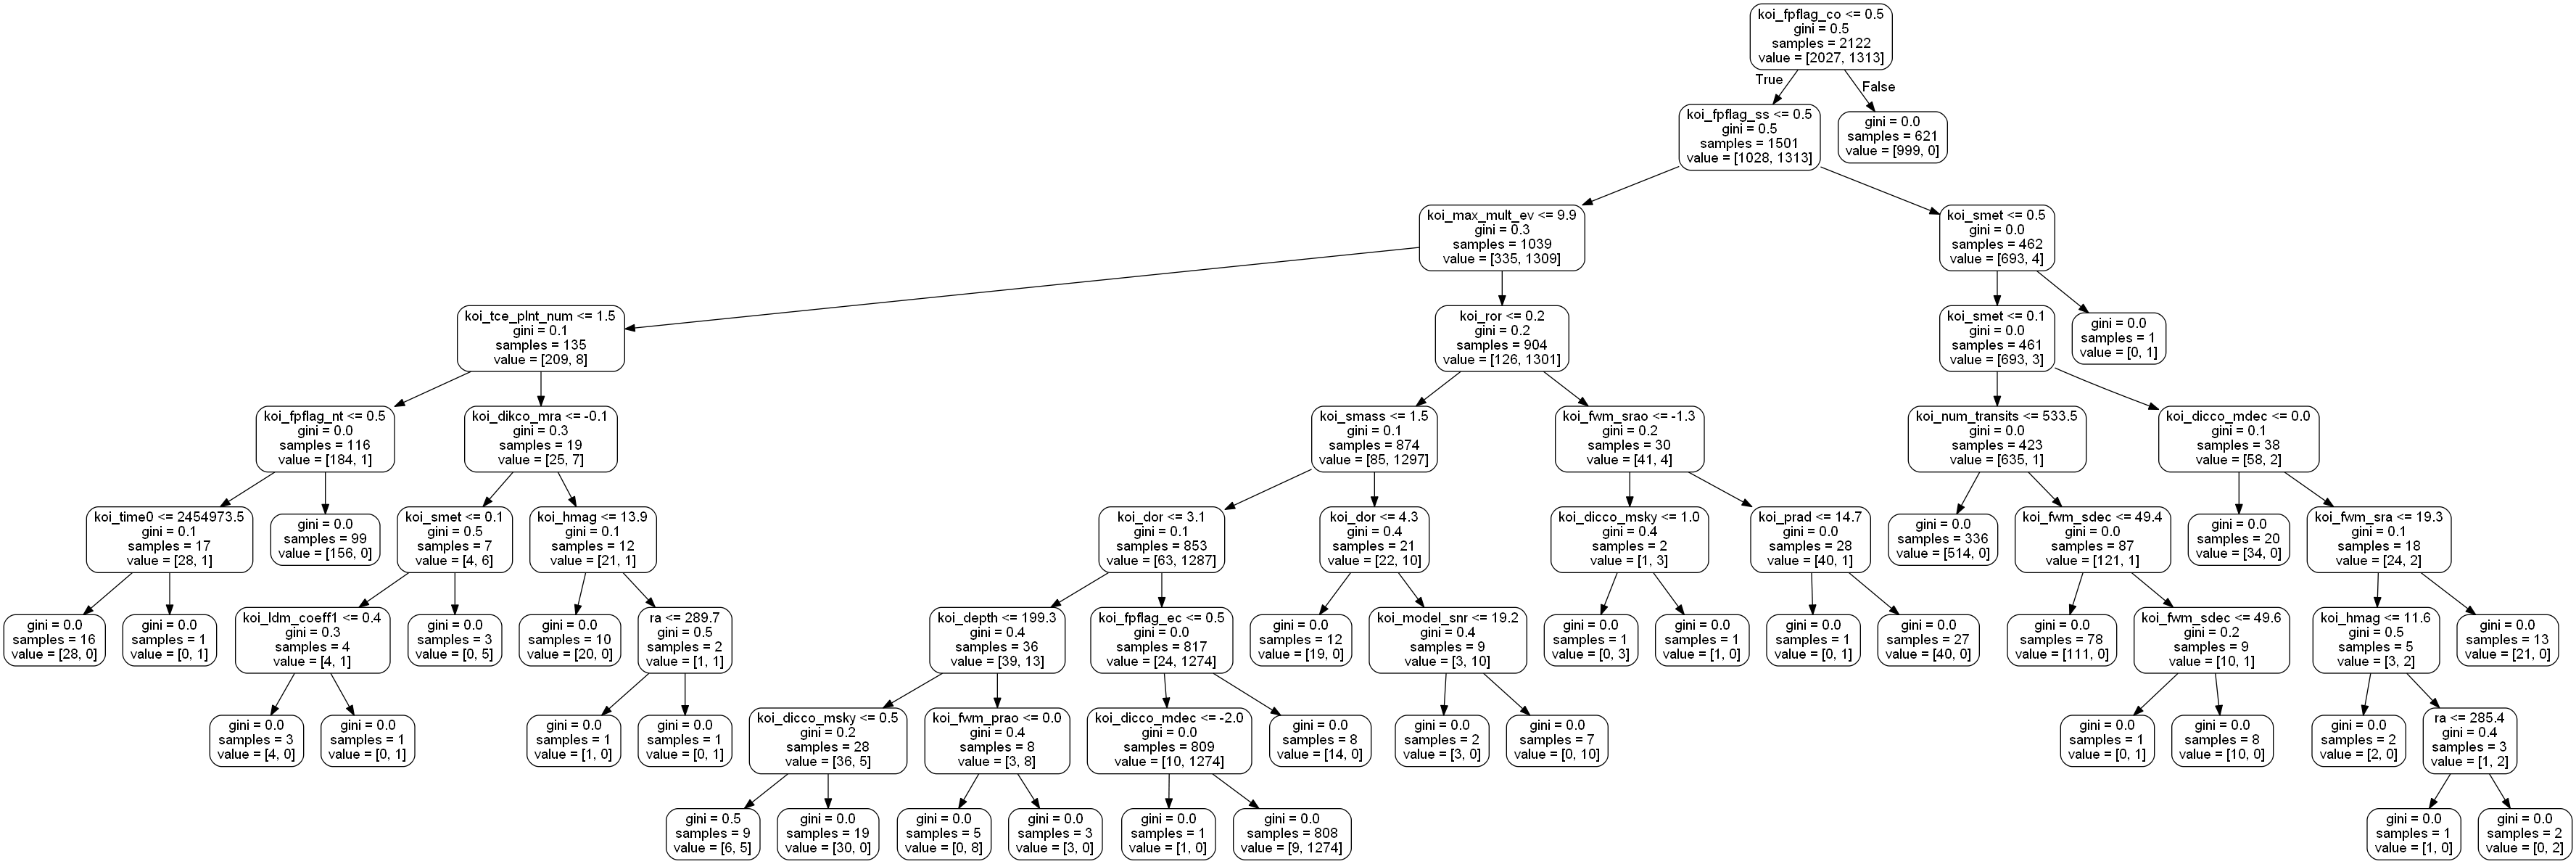 koi_fpflag_co <= 0.5
gini = 0.5
samples = 2122
value = [2027, 1313]
True
False
koi_fpflag_ss <= 0.5
gini = 0.5
samples = 1501
value = [1028, 1313]
gini = 0.0
samples = 621
value = [999, 0]
koi_max_mult_ev <= 9.9
gini = 0.3
samples = 1039
value = [335, 1309]
koi_smet <= 0.5
gini = 0.0
samples = 462
value = [693, 4]
koi_tce_plnt_num <= 1.5
gini = 0.1
samples = 135
value = [209, 8]
koi_ror <= 0.2
gini = 0.2
samples = 904
value = [126, 1301]
koi_smet <= 0.1
gini = 0.0
samples = 461
value = [693, 3]
gini = 0.0
samples = 1
value = [0, 1]
koi_fpflag_nt <= 0.5
gini = 0.0
samples = 116
value = [184, 1]
koi_dikco_mra <= -0.1
gini = 0.3
samples = 19
value = [25, 7]
koi_smass <= 1.5
gini = 0.1
samples = 874
value = [85, 1297]
koi_fwm_srao <= -1.3
gini = 0.2
samples = 30
value = [41, 4]
koi_num_transits <= 533.5
gini = 0.0
samples = 423
value = [635, 1]
koi_dicco_mdec <= 0.0
gini = 0.1
samples = 38
value = [58, 2]
koi_time0 <= 2454973.5
gini = 0.1
samples = 17
value = [28, 1]
gini = 0.0
samples = 99
value = [156, 0]
koi_smet <= 0.1
gini = 0.5
samples = 7
value = [4, 6]
koi_hmag <= 13.9
gini = 0.1
samples = 12
value = [21, 1]
koi_dor <= 3.1
gini = 0.1
samples = 853
value = [63, 1287]
koi_dor <= 4.3
gini = 0.4
samples = 21
value = [22, 10]
koi_dicco_msky <= 1.0
gini = 0.4
samples = 2
value = [1, 3]
koi_prad <= 14.7
gini = 0.0
samples = 28
value = [40, 1]
gini = 0.0
samples = 336
value = [514, 0]
koi_fwm_sdec <= 49.4
gini = 0.0
samples = 87
value = [121, 1]
gini = 0.0
samples = 20
value = [34, 0]
koi_fwm_sra <= 19.3
gini = 0.1
samples = 18
value = [24, 2]
gini = 0.0
samples = 16
value = [28, 0]
gini = 0.0
samples = 1
value = [0, 1]
koi_ldm_coeff1 <= 0.4
gini = 0.3
samples = 4
value = [4, 1]
gini = 0.0
samples = 3
value = [0, 5]
gini = 0.0
samples = 10
value = [20, 0]
ra <= 289.7
gini = 0.5
samples = 2
value = [1, 1]
koi_depth <= 199.3
gini = 0.4
samples = 36
value = [39, 13]
koi_fpflag_ec <= 0.5
gini = 0.0
samples = 817
value = [24, 1274]
gini = 0.0
samples = 12
value = [19, 0]
koi_model_snr <= 19.2
gini = 0.4
samples = 9
value = [3, 10]
gini = 0.0
samples = 1
value = [0, 3]
gini = 0.0
samples = 1
value = [1, 0]
gini = 0.0
samples = 1
value = [0, 1]
gini = 0.0
samples = 27
value = [40, 0]
gini = 0.0
samples = 78
value = [111, 0]
koi_fwm_sdec <= 49.6
gini = 0.2
samples = 9
value = [10, 1]
koi_hmag <= 11.6
gini = 0.5
samples = 5
value = [3, 2]
gini = 0.0
samples = 13
value = [21, 0]
gini = 0.0
samples = 3
value = [4, 0]
gini = 0.0
samples = 1
value = [0, 1]
gini = 0.0
samples = 1
value = [1, 0]
gini = 0.0
samples = 1
value = [0, 1]
koi_dicco_msky <= 0.5
gini = 0.2
samples = 28
value = [36, 5]
koi_fwm_prao <= 0.0
gini = 0.4
samples = 8
value = [3, 8]
koi_dicco_mdec <= -2.0
gini = 0.0
samples = 809
value = [10, 1274]
gini = 0.0
samples = 8
value = [14, 0]
gini = 0.0
samples = 2
value = [3, 0]
gini = 0.0
samples = 7
value = [0, 10]
gini = 0.0
samples = 1
value = [0, 1]
gini = 0.0
samples = 8
value = [10, 0]
gini = 0.0
samples = 2
value = [2, 0]
ra <= 285.4
gini = 0.4
samples = 3
value = [1, 2]
gini = 0.5
samples = 9
value = [6, 5]
gini = 0.0
samples = 19
value = [30, 0]
gini = 0.0
samples = 5
value = [0, 8]
gini = 0.0
samples = 3
value = [3, 0]
gini = 0.0
samples = 1
value = [1, 0]
gini = 0.0
samples = 808
value = [9, 1274]
gini = 0.0
samples = 1
value = [1, 0]
gini = 0.0
samples = 2
value = [0, 2]